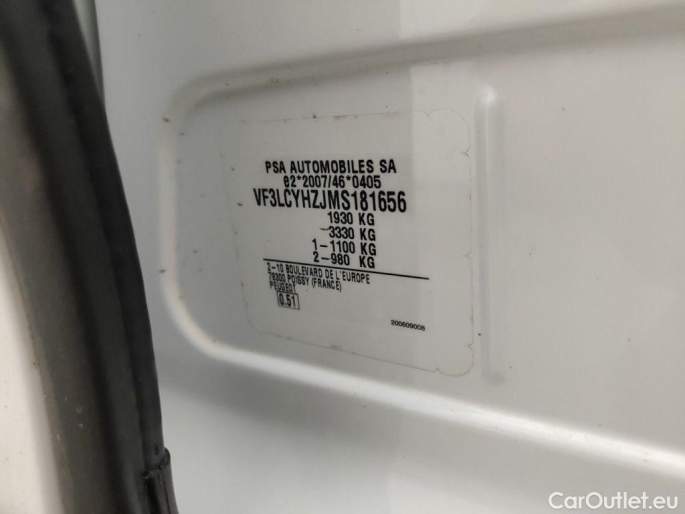 PSA AUTOMOBILES SA
e2*2007/46*0405
VF3LCYHZJMS181656
1930 KG
3330 KG
1-1100 KG
2-980 KG
2-10 BOULEVARD DE L'EUROPE
78300 POISSY (FRANCE)
PEUGEOT
0.51
200609008
CarOutlet.eu